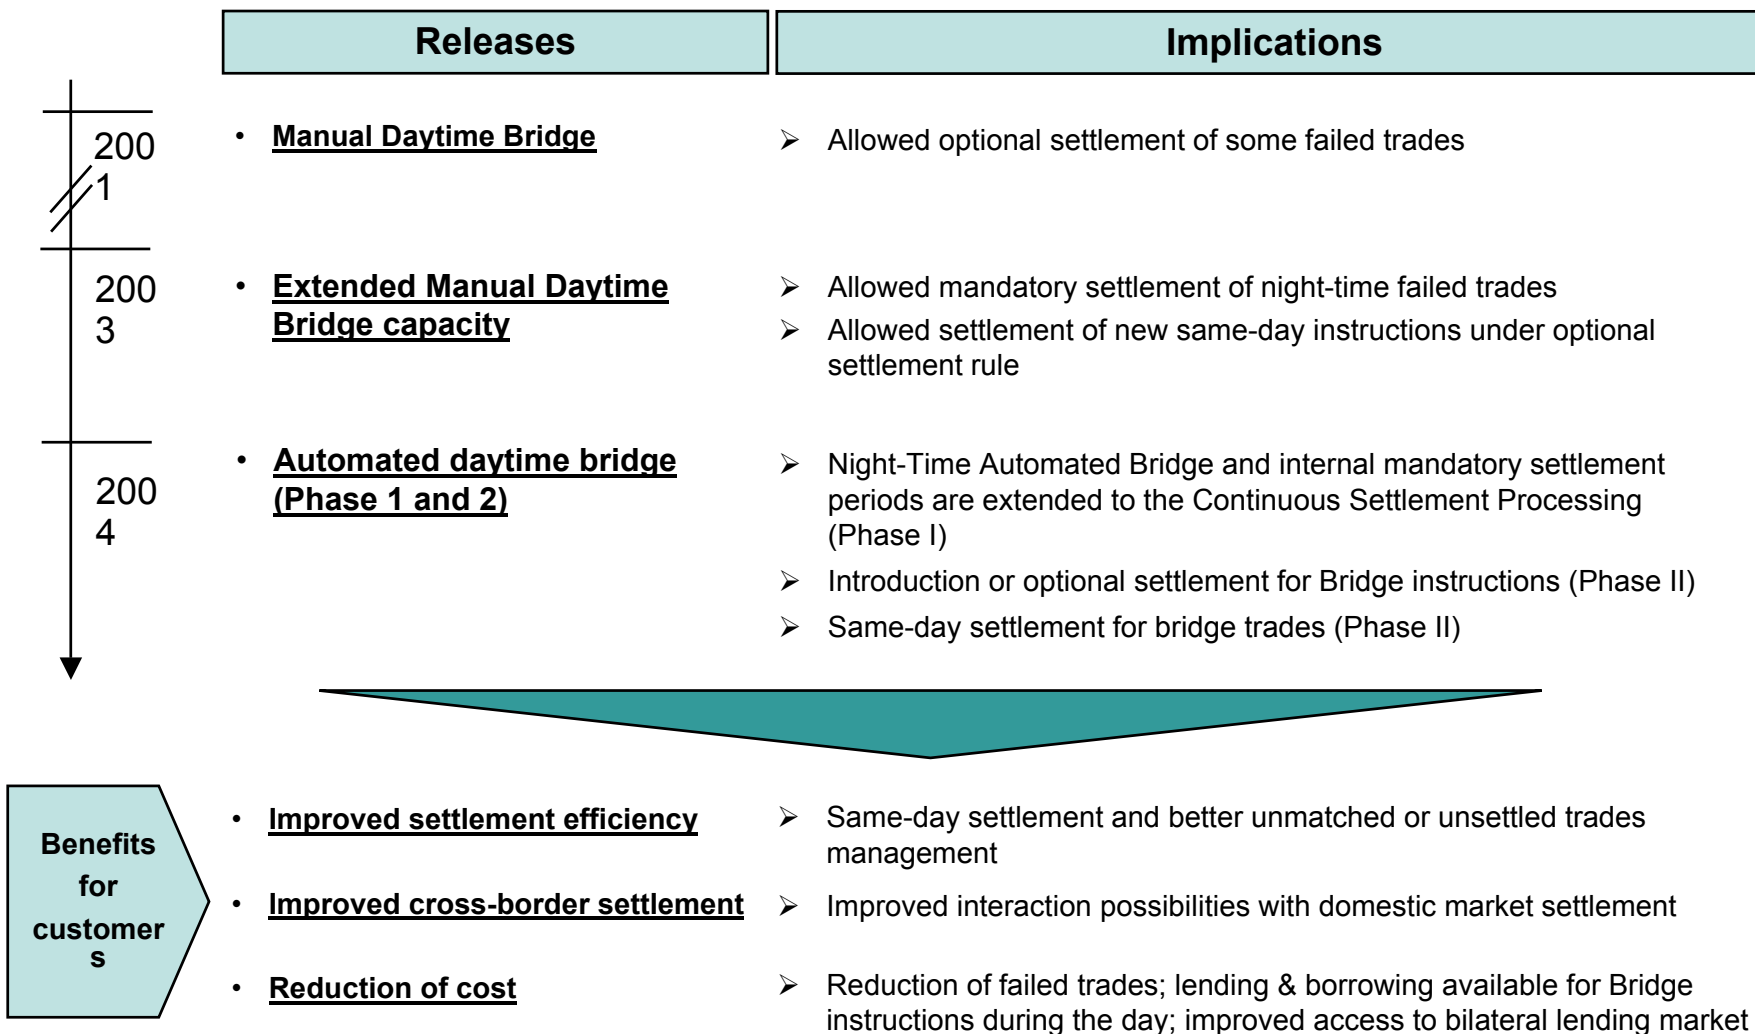 Releases
Implications
200
1
• Manual Daytime Bridge
➢ Allowed optional settlement of some failed trades
200
3
• Extended Manual Daytime
Bridge capacity
➢ Allowed mandatory settlement of night-time failed trades
➢ Allowed settlement of new same-day instructions under optional
settlement rule
200
4
• Automated daytime bridge
(Phase 1 and 2)
➢ Night-Time Automated Bridge and internal mandatory settlement
periods are extended to the Continuous Settlement Processing
(Phase I)
➢ Introduction or optional settlement for Bridge instructions (Phase II)
➢ Same-day settlement for bridge trades (Phase II)
Benefits
for
customer
s
• Improved settlement efficiency
➢ Same-day settlement and better unmatched or unsettled trades
management
• Improved cross-border settlement
➢ Improved interaction possibilities with domestic market settlement
• Reduction of cost
➢ Reduction of failed trades; lending & borrowing available for Bridge
instructions during the day; improved access to bilateral lending market